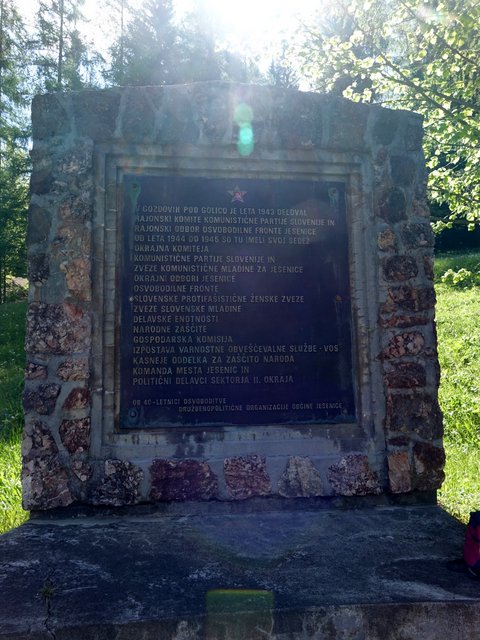 V GOZDOVIH POD GOLICO JE LETA 1943 DELOVAL
RAJONSKI KOMITE KOMUNISTIČNE PARTIJE SLOVENIJE IN
RAJONSKI ODBOR OSVOBODILNE FRONTE JESENICE
OD LETA 1944 DO 1945 SO TU IMELI SVOJ SEDEŽ
OKRAJNA KOMITEJA
KOMUNISTIČNE PARTIJE SLOVENIJE IN
ZVEZE KOMUNISTIČNE MLADINE ZA JESENICE
OKRAJNI ODBORI JESENICE
OSVOBODILNE FRONTE
SLOVENSKE PROTIFAŠISTIČNE ŽENSKE ZVEZE
ZVEZE SLOVENSKE MLADINE
DELAVSKE ENOTNOSTI
NARODNE ZAŠČITE
GOSPODARSKA KOMISIJA
IZPOSTAVA VARNOSTNE OBVEŠČEVALNE SLUŽBE - VOS
KASNEJE ODDELKA ZA ZAŠČITO NARODA
KOMANDA MESTA JESENIC IN
POLITIČNI DELAVCI SEKTORJA II. OKRAJA
OB 40-LETNICI OSVOBODITVE
DRUŽBENOPOLITIČNE ORGANIZACIJE OBČINE JESENICE